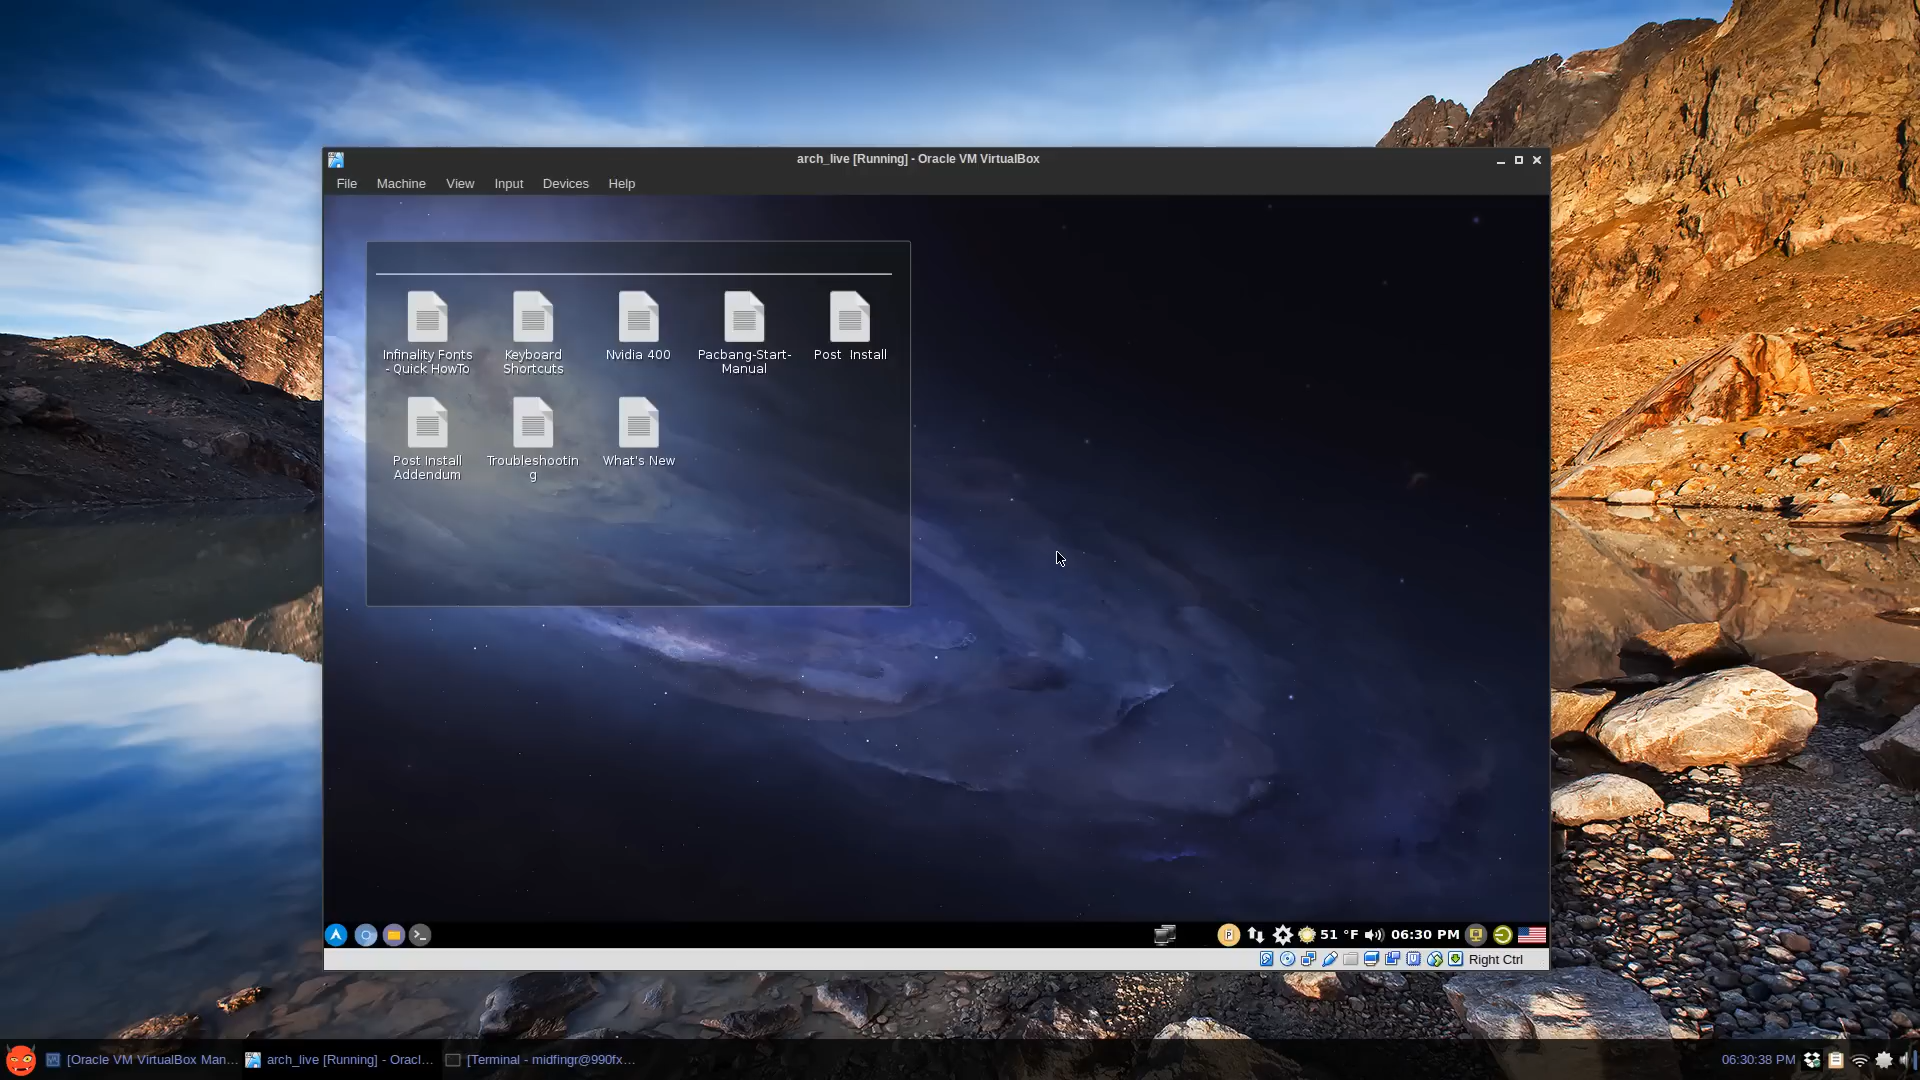 arch_live [Running] - Oracle VM VirtualBox
File Machine View Input Devices Help
Infinality Fonts
- Quick HowTo
Keyboard
Shortcuts
Nvidia 400
Pacbang-Start-
Manual
Post Install
Post Install
Addendum
Troubleshootin
g
What's New
P
51 °F
06:30 PM
Right Ctrl
[Oracle VM VirtualBox Man...
arch_live [Running] - Oracl...
[Terminal - midfingr@990fx...
06:30:38 PM